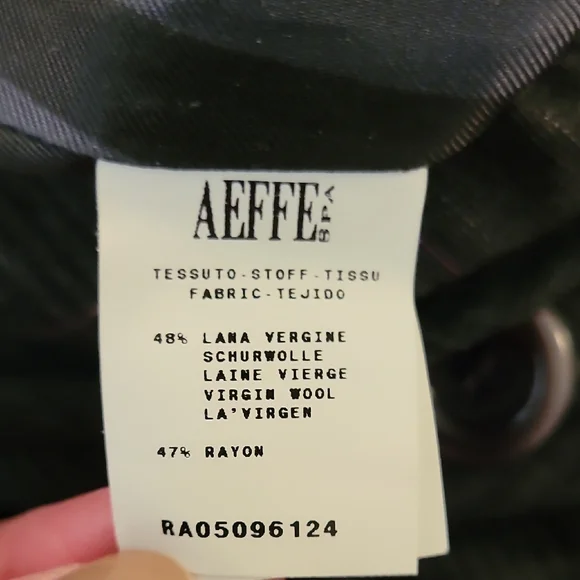 AEFFE SPA
TESSUTO-STOFF-TISSU
FABRIC-TEJIDO
48% LANA VERGINE
SCHURWOLLE
LAINE VIERGE
VIRGIN WOOL
LA'VIRGEN
47% RAYON
RA05096124